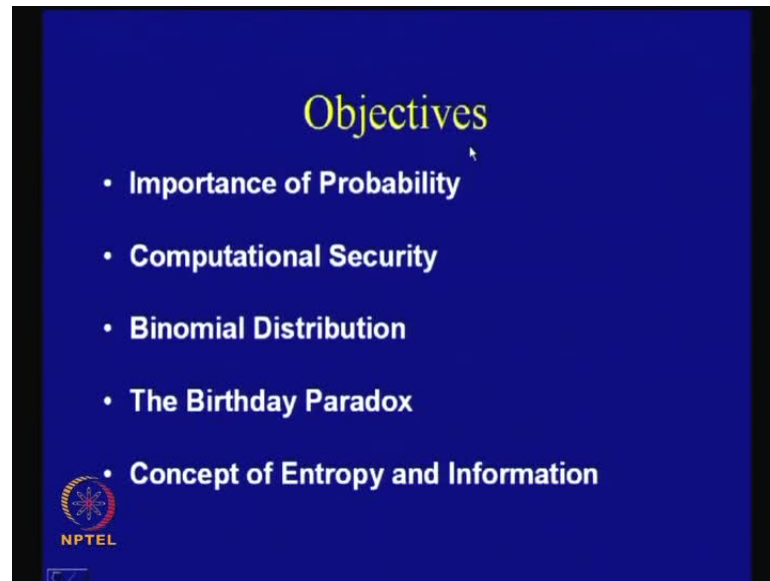 Objectives
• Importance of Probability
• Computational Security
• Binomial Distribution
• The Birthday Paradox
• Concept of Entropy and Information
NPTEL